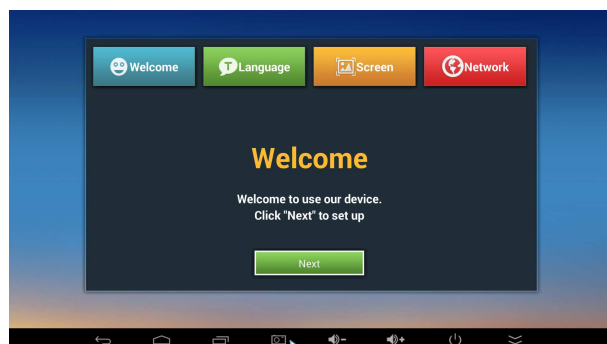 Welcome
Language
Screen
Network
Welcome
Welcome to use our device.
Click "Next" to set up
Next